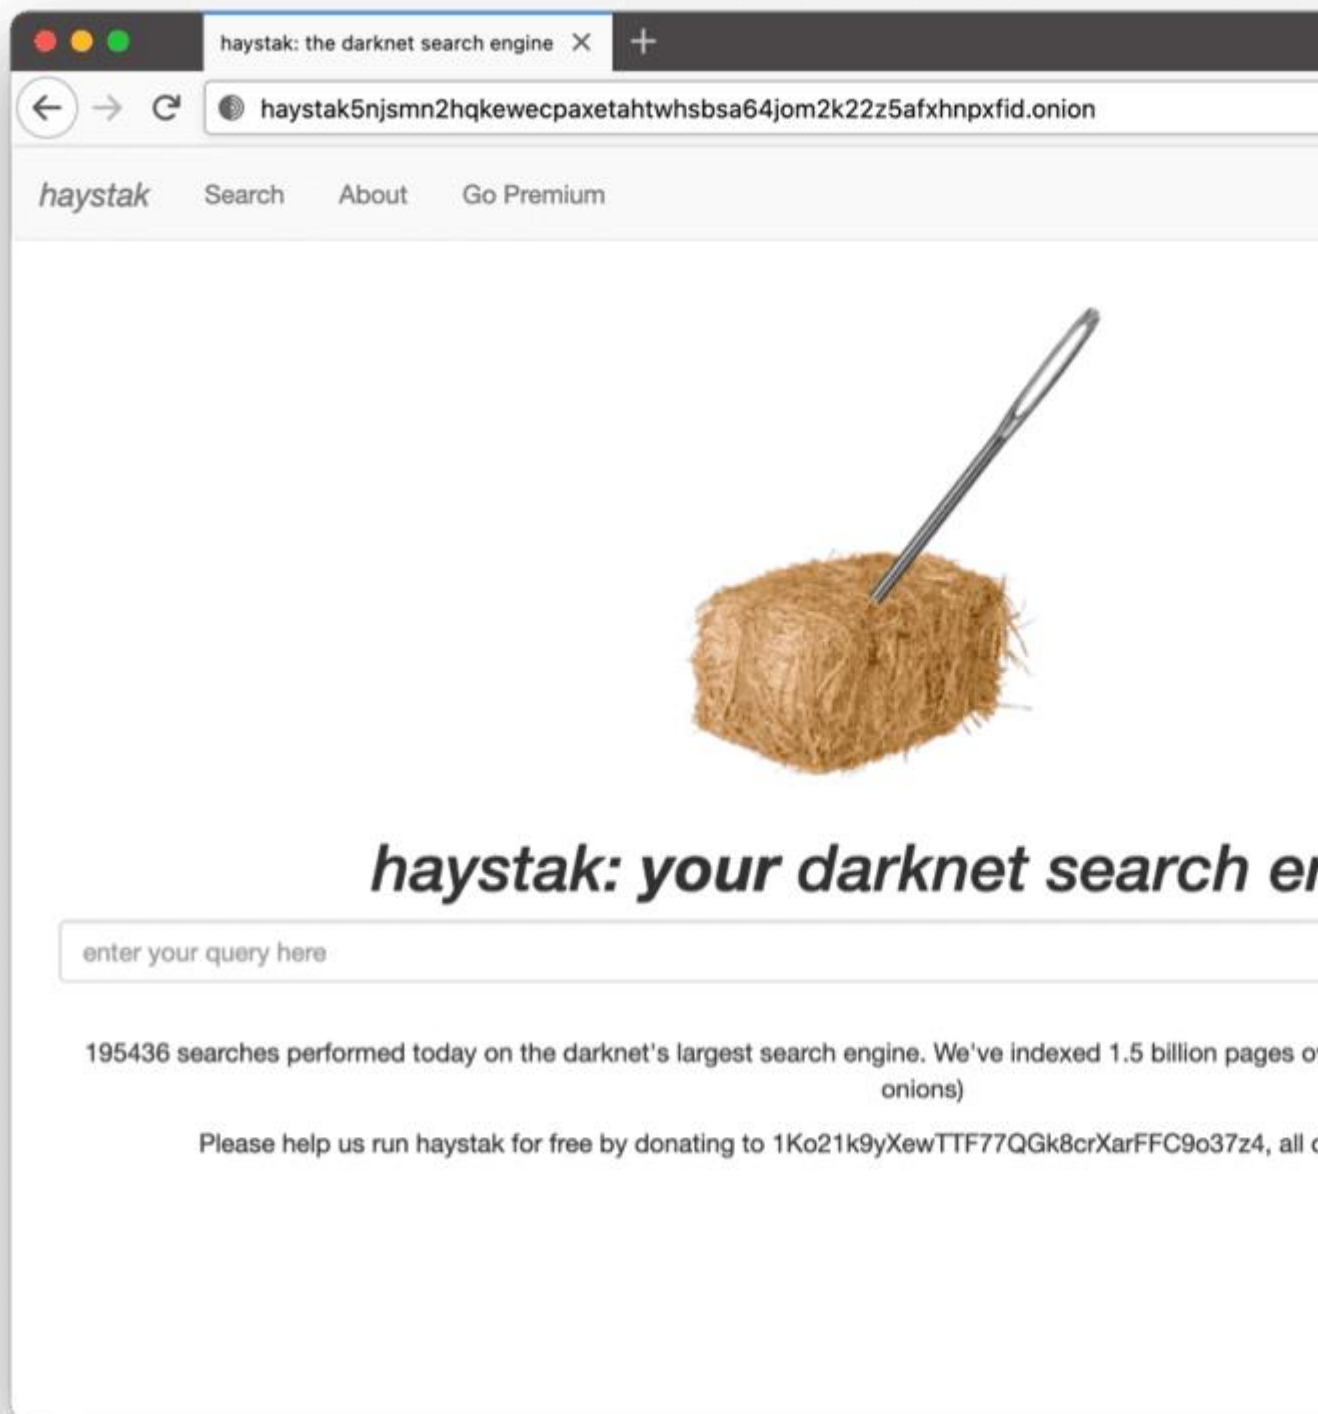 haystak: the darknet search engine
haystak5njsmn2hqkewecpaxetahtwhsbsa64jom2k22z5afxhnpxfid.onion
haystak Search About Go Premium
haystak: your darknet search
enter your query here
195436 searches performed today on the darknet's largest search engine. We've indexed 1.5 billion pages
onions)
Please help us run haystak for free by donating to 1Ko21k9yXewTTF77QGk8crXarFFC9o37z4, all